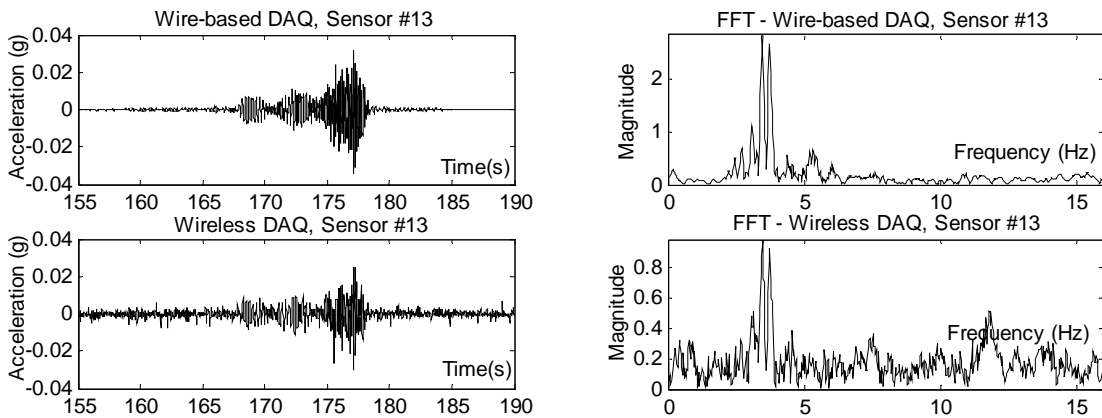 Wire-based DAQ, Sensor #13
Acceleration (g)
0.04
0.02
0
-0.02
-0.04
Time(s)
155 160 165 170 175 180 185 190
Wireless DAQ, Sensor #13
Acceleration (g)
0.04
0.02
0
-0.02
-0.04
Time(s)
155 160 165 170 175 180 185 190
FFT - Wire-based DAQ, Sensor #13
Magnitude
2
1
0
Frequency (Hz)
0 5 10 15
FFT - Wireless DAQ, Sensor #13
Magnitude
0.8
0.6
0.4
0.2
0
Frequency (Hz)
0 5 10 15